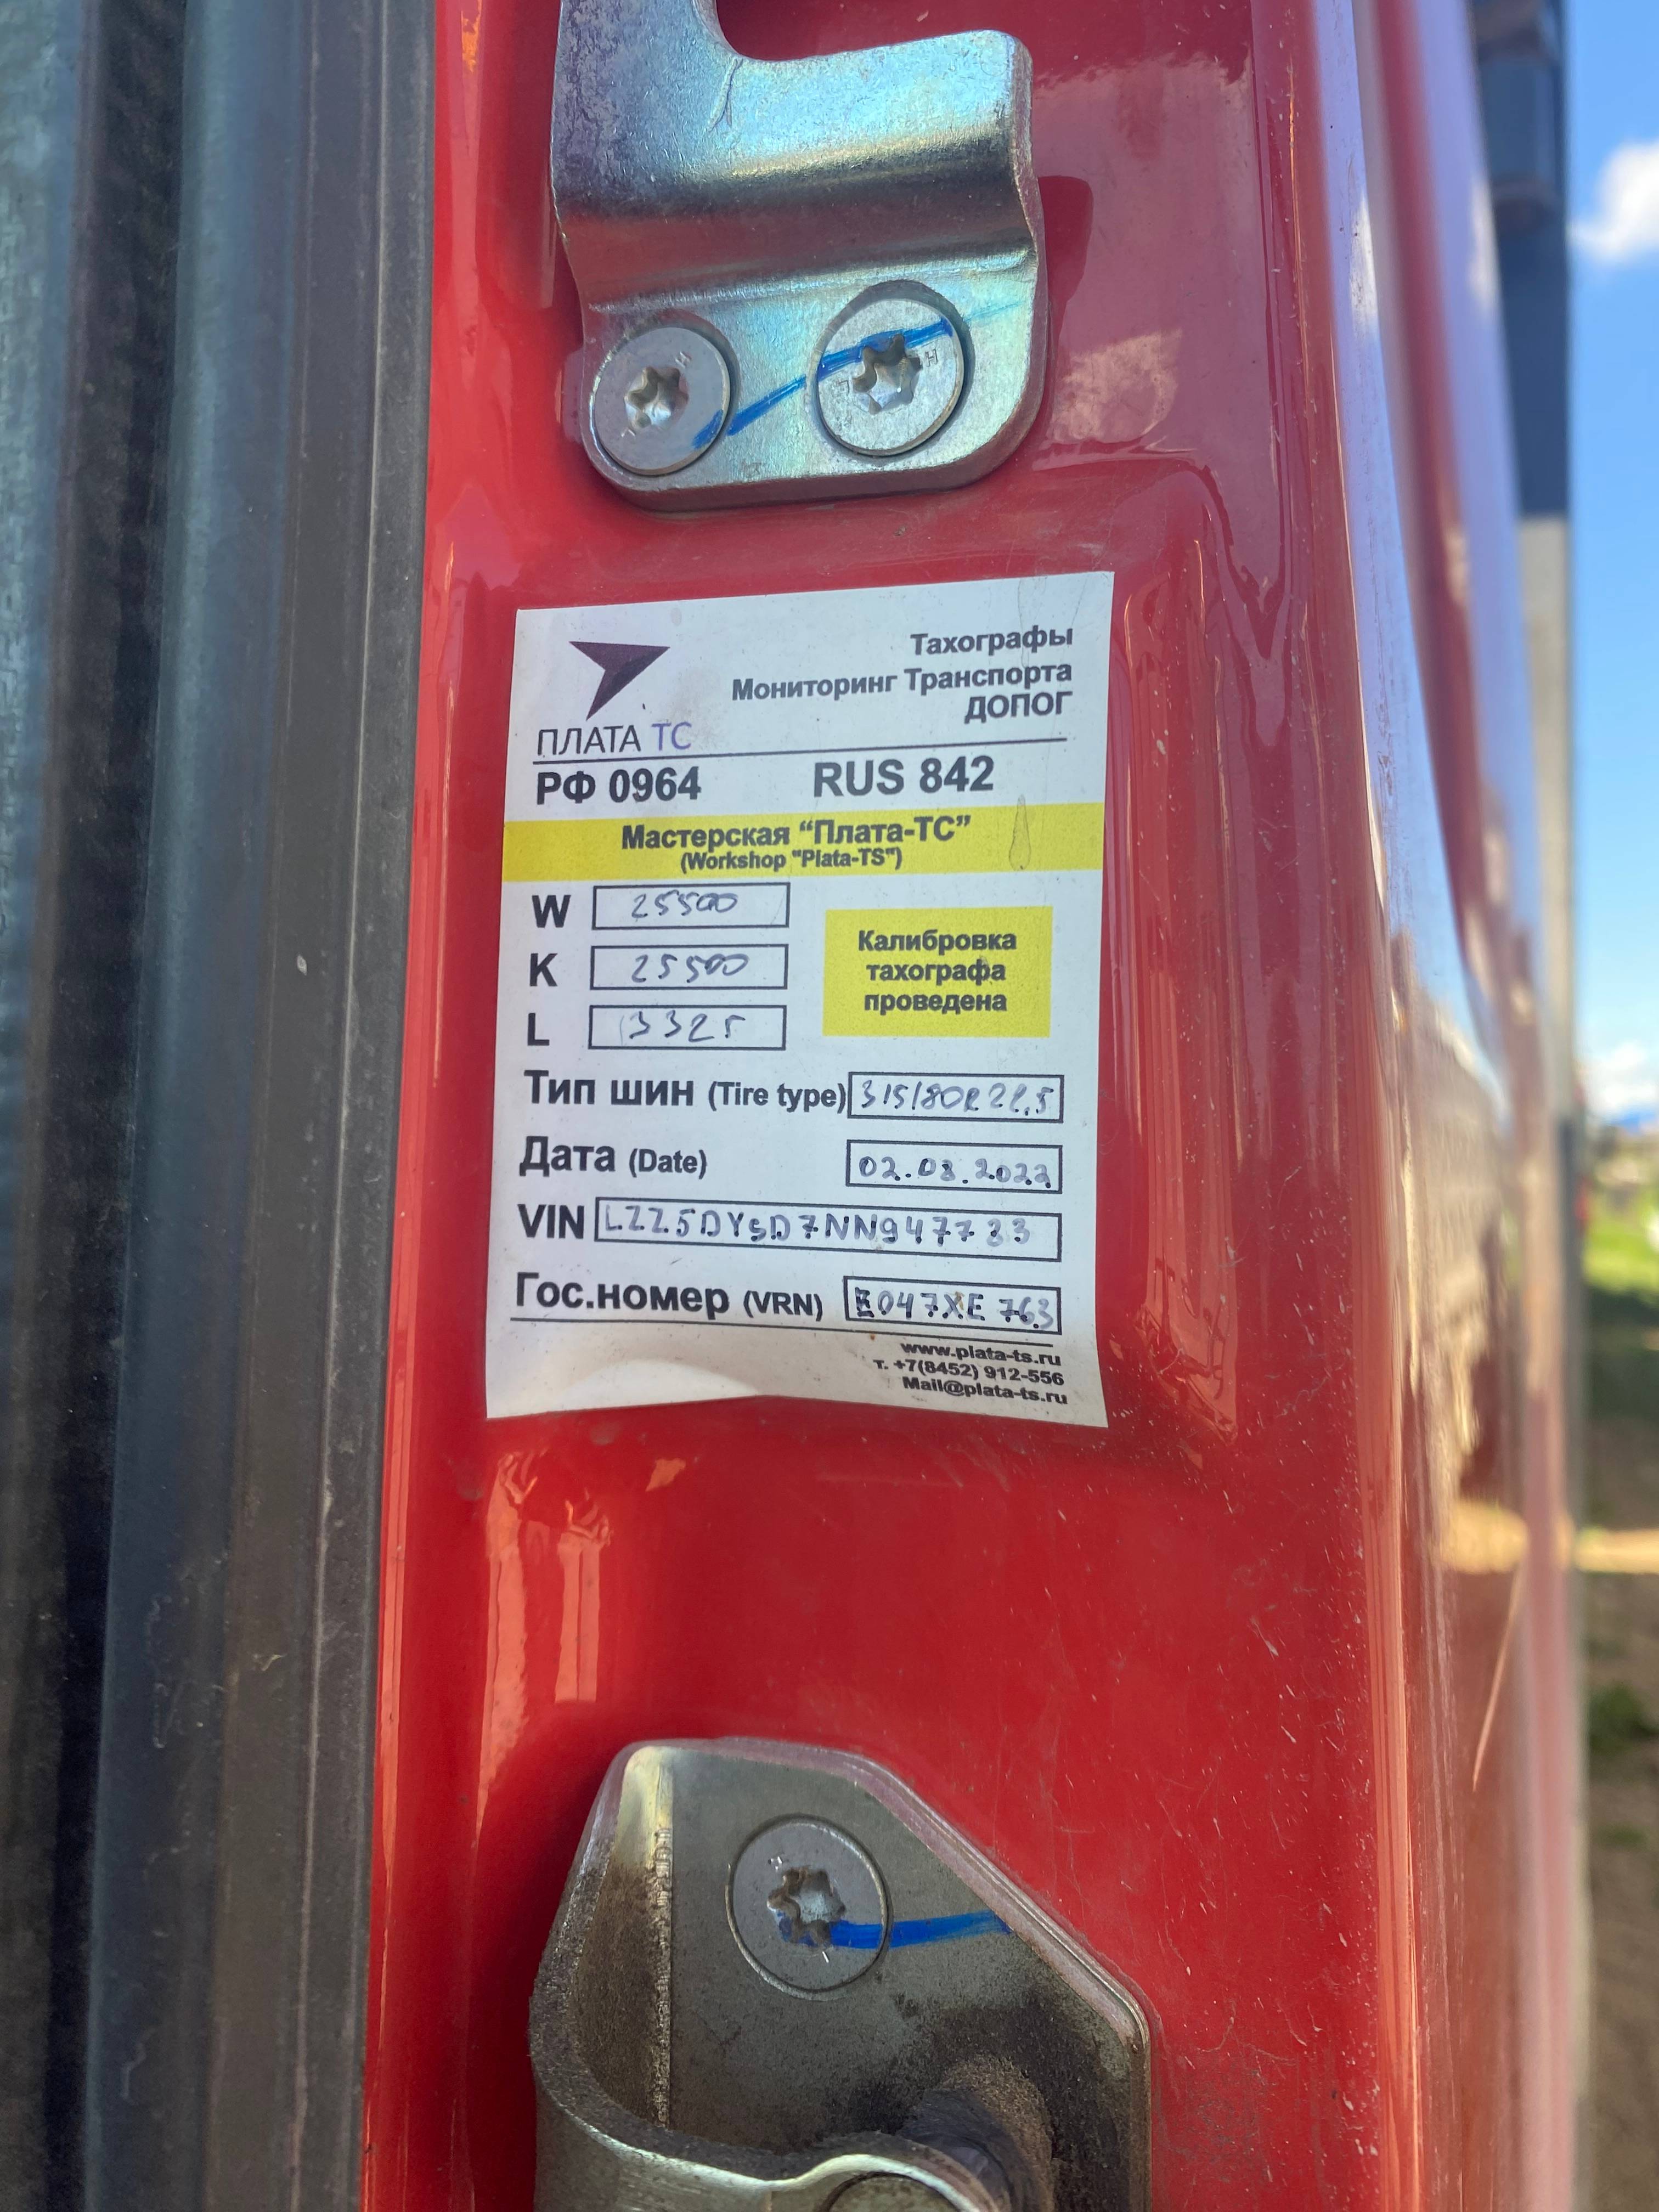 Тахографы
Мониторинг Транспорта
ДОПОГ
ПЛАТА ТС
РФ 0964 RUS 842
Мастерская “Плата-ТС”
(Workshop "Plata-TS")
W 25500
K 25500
L 3325
Калибровка
тахографа
проведена
Тип шин (Tire type) 315/80R22,5
Дата (Date) 02.03.2022
VIN LZZ5DYSD7NN947733
Гос.номер (VRN) E047XE 763
www.plata-ts.ru
т. +7(8452) 912-556
Mail@plata-ts.ru